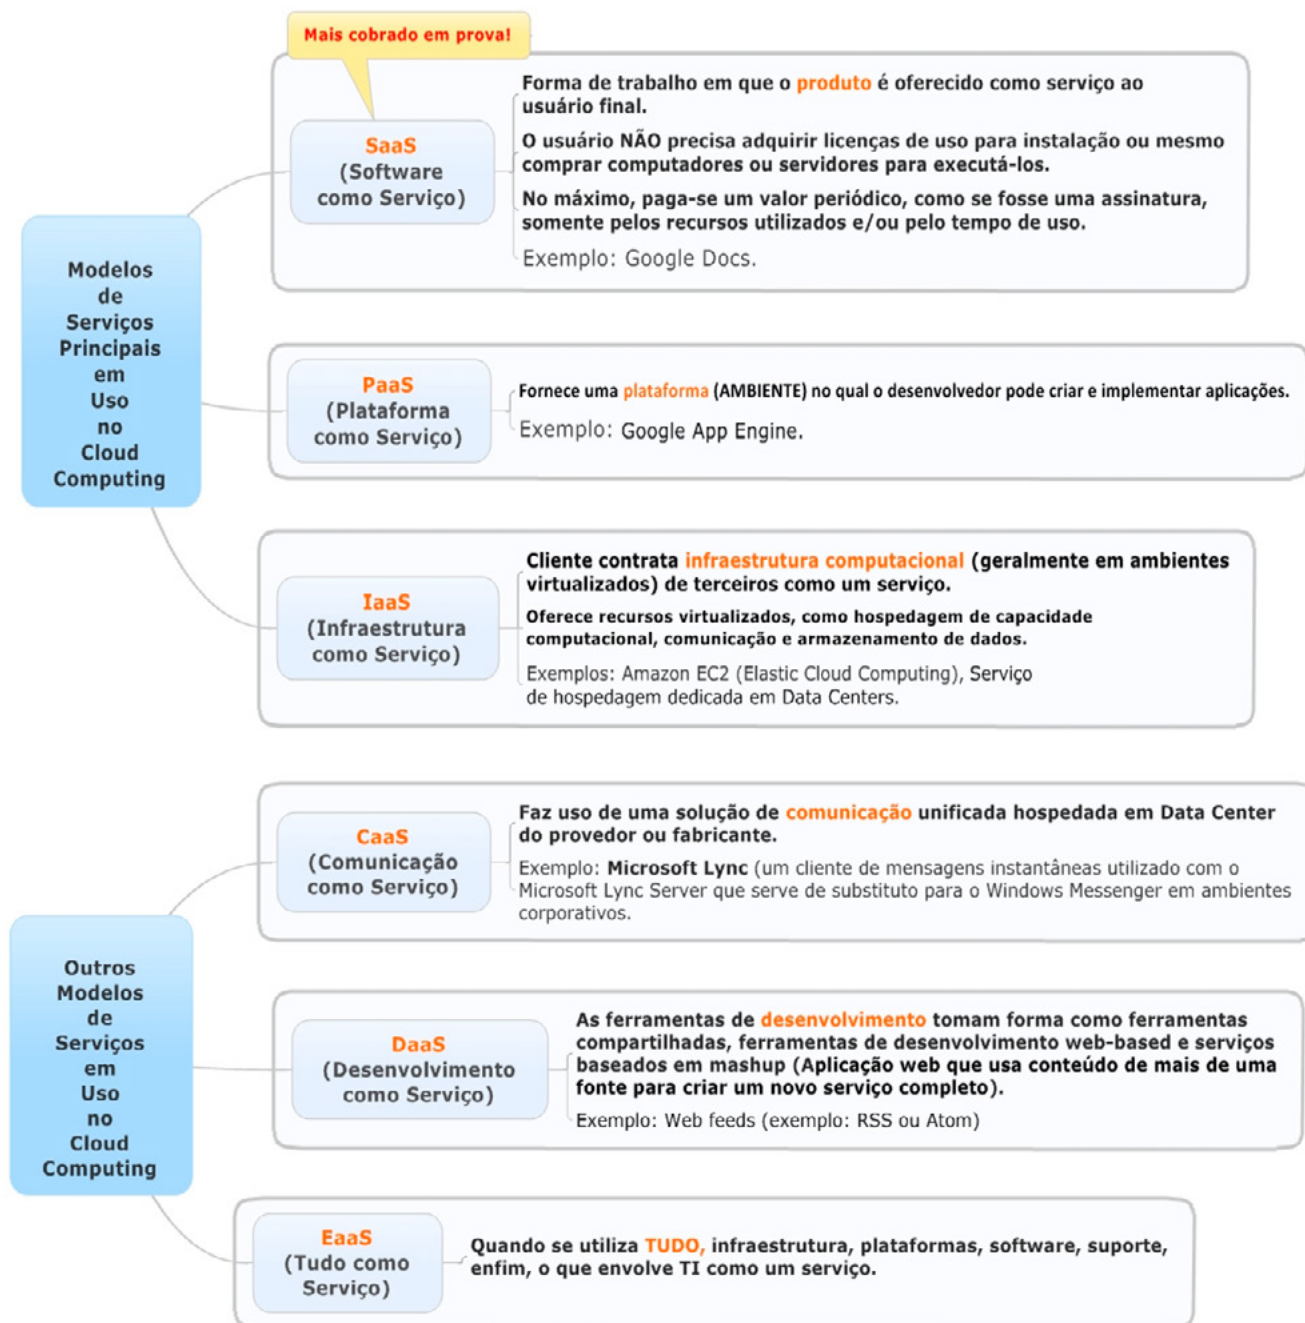 Mais cobrado em prova!
Modelos
de
Serviços
Principais
em
Uso
no
Cloud
Computing
SaaS
(Software
como Serviço)
Forma de trabalho em que o produto é oferecido como serviço ao
usuário final.
O usuário NÃO precisa adquirir licenças de uso para instalação ou mesmo
comprar computadores ou servidores para executá-los.
No máximo, paga-se um valor periódico, como se fosse uma assinatura,
somente pelos recursos utilizados e/ou pelo tempo de uso.
Exemplo: Google Docs.
PaaS
(Plataforma
como Serviço)
Fornece uma plataforma (AMBIENTE) no qual o desenvolvedor pode criar e implementar aplicações.
Exemplo: Google App Engine.
IaaS
(Infraestrutura
como Serviço)
Cliente contrata infraestrutura computacional (geralmente em ambientes
virtualizados) de terceiros como um serviço.
Oferece recursos virtualizados, como hospedagem de capacidade
computacional, comunicação e armazenamento de dados.
Exemplos: Amazon EC2 (Elastic Cloud Computing), Serviço
de hospedagem dedicada em Data Centers.
Outros
Modelos
de
Serviços
em
Uso
no
Cloud
Computing
CaaS
(Comunicação
como Serviço)
Faz uso de uma solução de comunicação unificada hospedada em Data Center
do provedor ou fabricante.
Exemplo: Microsoft Lync (um cliente de mensagens instantâneas utilizado com o
Microsoft Lync Server que serve de substituto para o Windows Messenger em ambientes
corporativos.
DaaS
(Desenvolvimento
como Serviço)
As ferramentas de desenvolvimento tomam forma como ferramentas
compartilhadas, ferramentas de desenvolvimento web-based e serviços
baseados em mashup (Aplicação web que usa conteúdo de mais de uma
fonte para criar um novo serviço completo).
Exemplo: Web feeds (exemplo: RSS ou Atom)
EaaS
(Tudo como
Serviço)
Quando se utiliza TUDO, infraestrutura, plataformas, software, suporte,
enfim, o que envolve TI como um serviço.